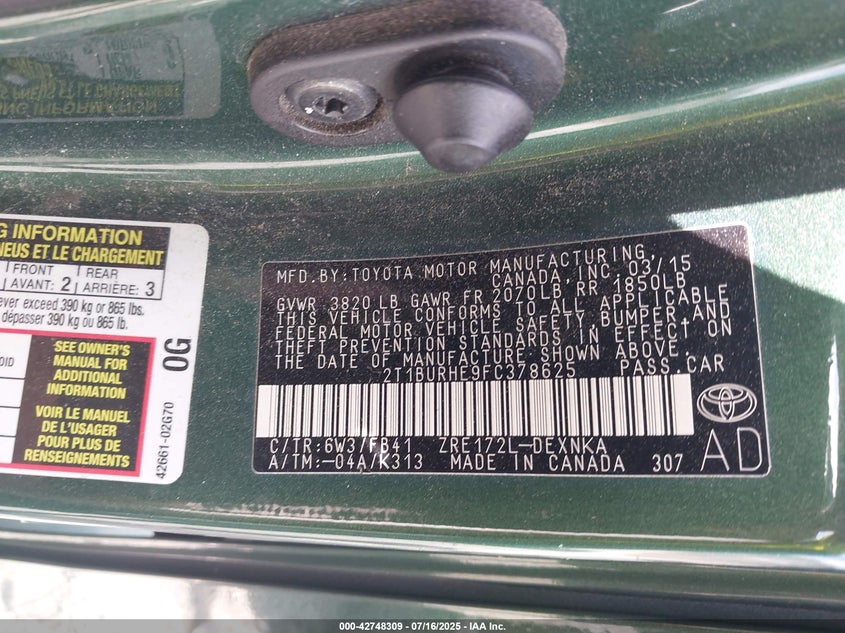 G INFORMATION
NEUS ET LE CHARGEMENT
FRONT
AVANT: 2
REAR
ARRIÈRE: 3
ever exceed 390 kg or 865 lbs.
dépasser 390 kg ou 865 lb.
SEE OWNER'S
MANUAL FOR
ADDITIONAL
INFORMATION
VOIR LE MANUEL
DE L'USAGER
POUR PLUS DE
RENSEIGNEMENTS
0G
42661-02G70
MFD.BY:TOYOTA MOTOR MANUFACTURING,
CANADA, INC. 03/15
GVWR 3820 LB GAWR FR 2020LB RR 1850LB
THIS VEHICLE CONFORMS TO ALL APPLICABLE
FEDERAL MOTOR VEHICLE SAFETY, BUMPER, AND
THEFT PREVENTION STANDARDS IN EFFECT ON
THE DATE OF MANUFACTURE SHOWN ABOVE.
2T1BURHE9FC378625 PASS.CAR
C/TR:6W3/FB41 ZRE172L-DEXNKA
A/TM:-04A/K313 MADE IN CANADA 307
AD
000-42748309 - 07/16/2025 - IAA Inc.